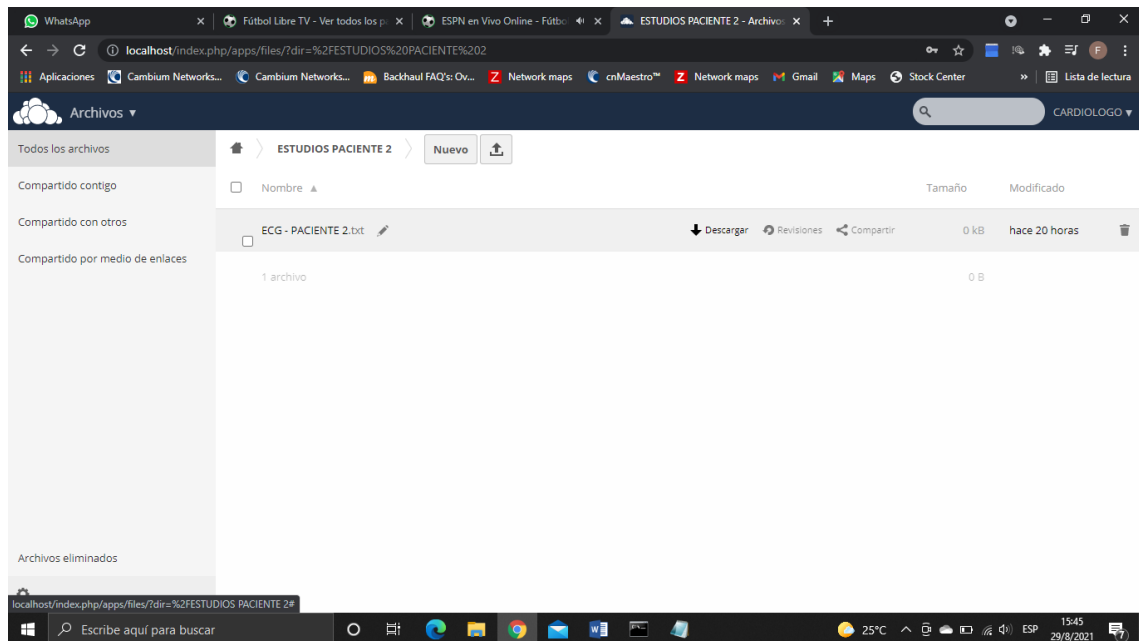 WhatsApp
Fútbol Libre TV - Ver todos los p
ESPN en Vivo Online - Fútbo
ESTUDIOS PACIENTE 2 - Archivos
localhost/index.php/apps/files/?dir=%2FESTUDIOS%20PACIENTE%202
F
Aplicaciones
Cambium Networks...
Cambium Networks...
Backhaul FAQ's: Ov...
Network maps
cnMaestro™
Network maps
Gmail
Maps
Stock Center
»
Lista de lectura
Archivos
CARDIOLOGO
Todos los archivos
ESTUDIOS PACIENTE 2
Nuevo
Compartido contigo
Nombre
Tamaño
Modificado
Compartido con otros
ECG - PACIENTE 2.txt
Descargar
Revisiones
Compartir
0 kB
hace 20 horas
Compartido por medio de enlaces
1 archivo
0 B
Archivos eliminados
localhost/index.php/apps/files/?dir=%2FESTUDIOS PACIENTE 2#
Escribe aquí para buscar
25°C
ESP
15:45
29/8/2021